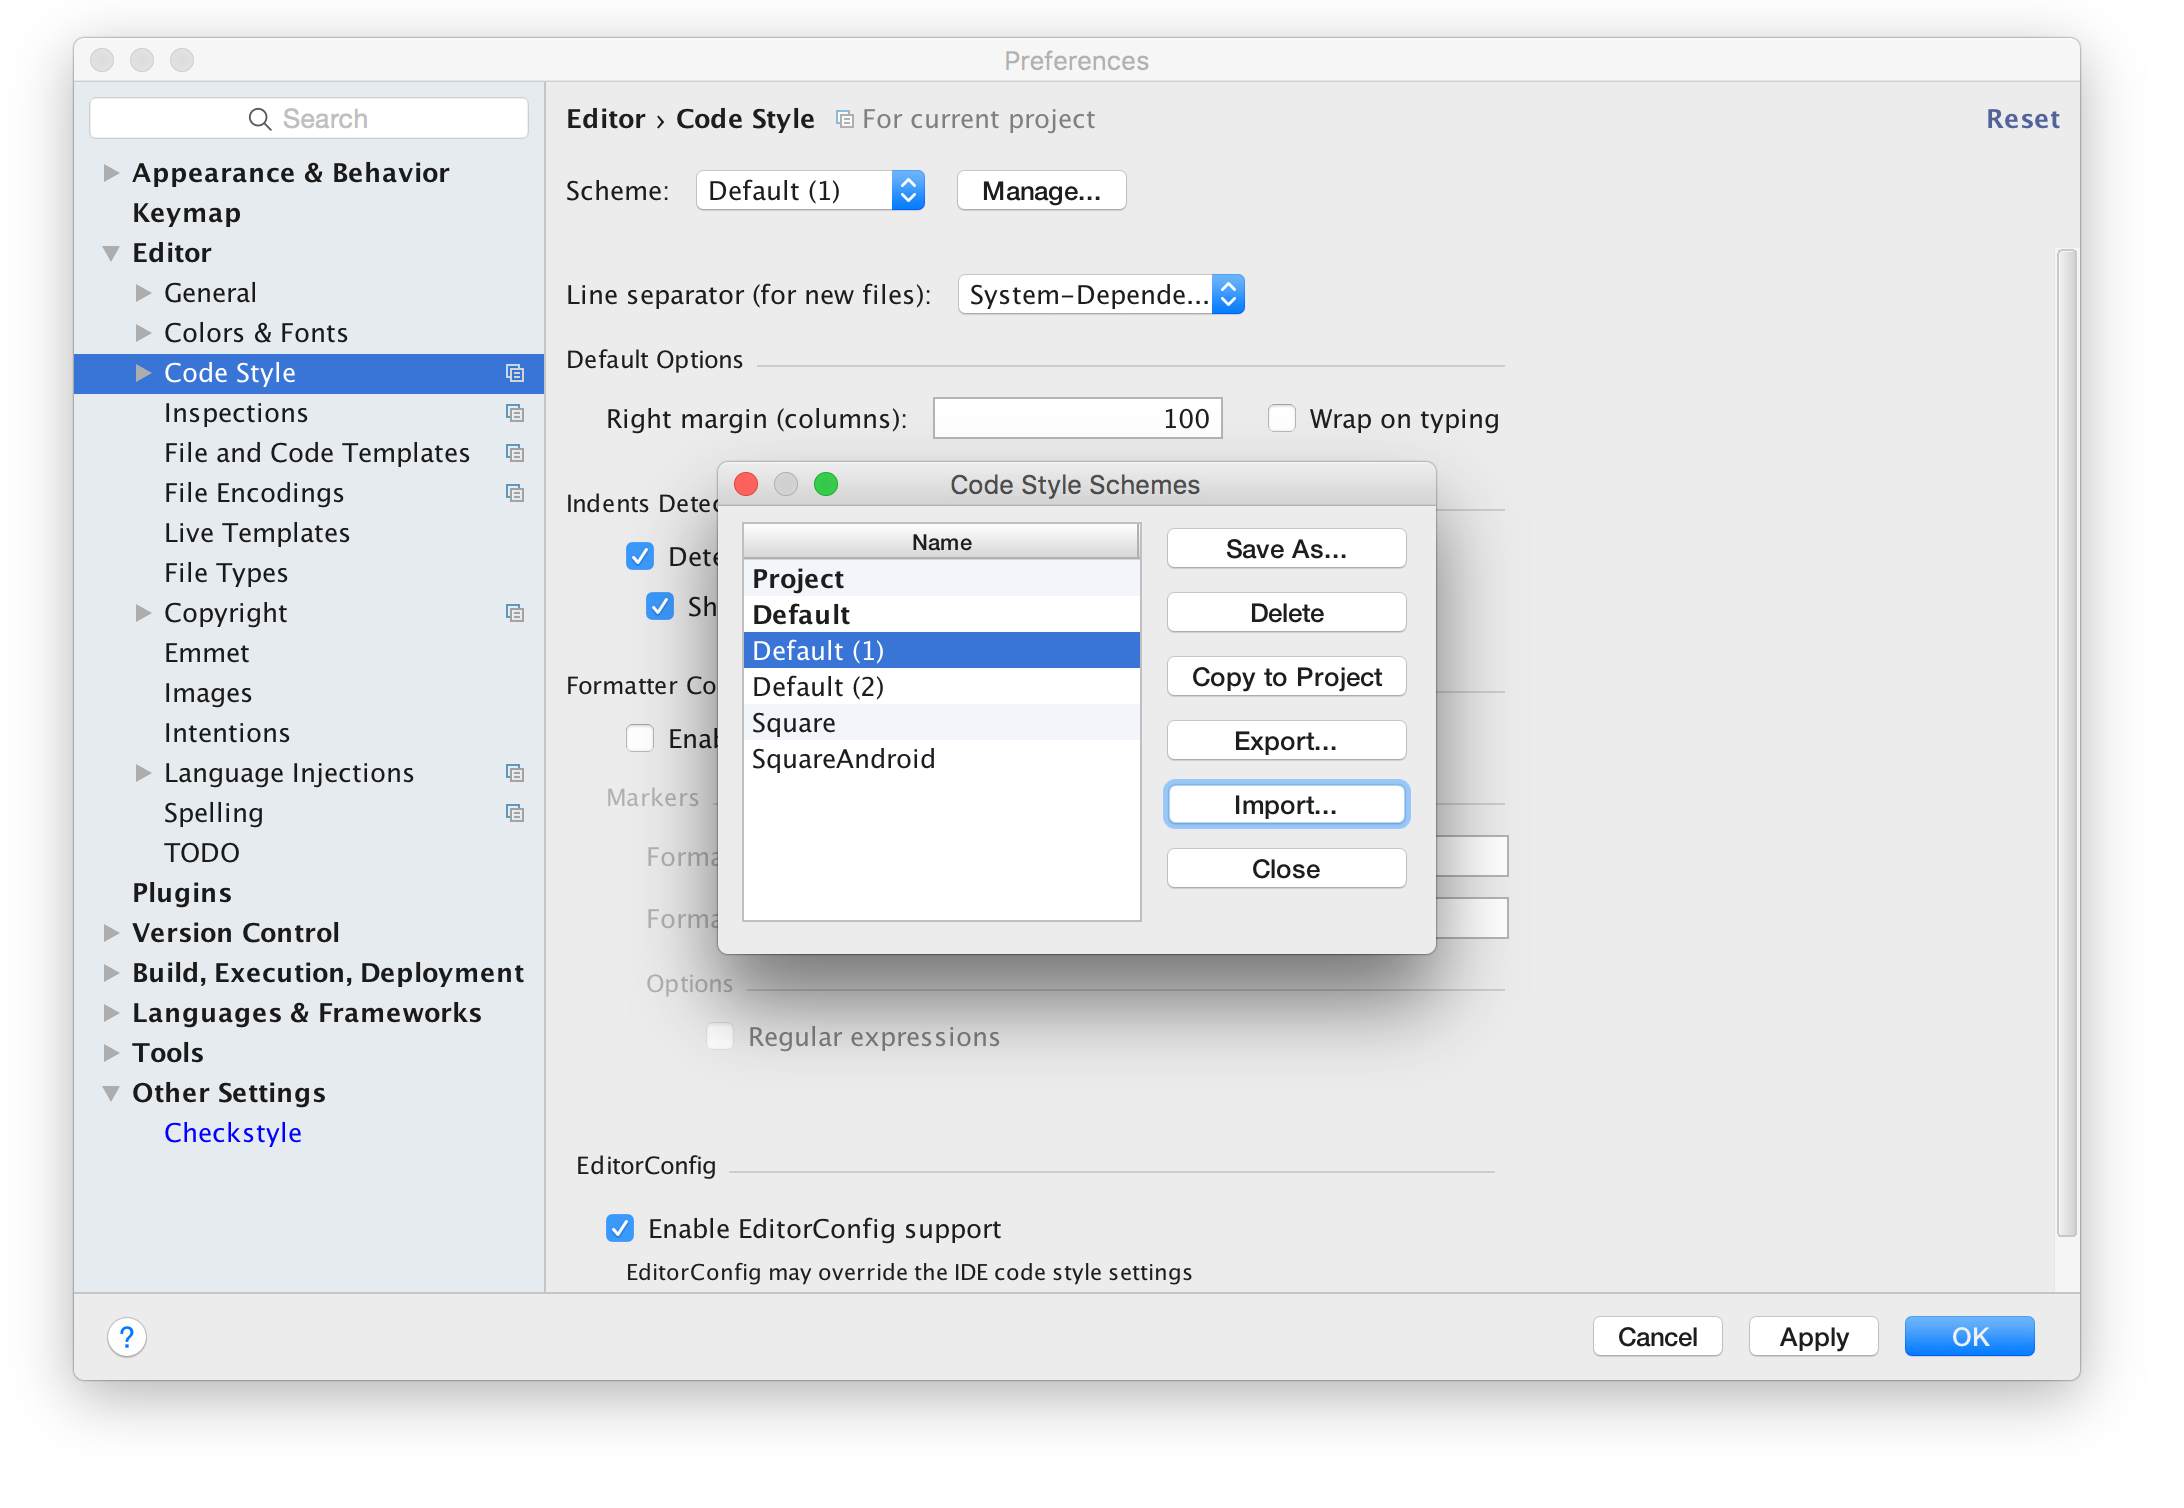 Preferences
Search
Appearance & Behavior
Keymap
Editor
General
Colors & Fonts
Code Style
Inspections
File and Code Templates
File Encodings
Live Templates
File Types
Copyright
Emmet
Images
Intentions
Language Injections
Spelling
TODO
Plugins
Version Control
Build, Execution, Deployment
Languages & Frameworks
Tools
Other Settings
Checkstyle
Editor › Code Style For current project Reset
Scheme: Default (1) Manage...
Line separator (for new files): System-Depende...
Default Options
Right margin (columns): 100 Wrap on typing
Indents Detec
Dete
Sh
Formatter Co
Enab
Markers
Forma
Forma
Options
Regular expressions
EditorConfig
Enable EditorConfig support
EditorConfig may override the IDE code style settings
Code Style Schemes
Name
Project
Default
Default (1)
Default (2)
Square
SquareAndroid
Save As...
Delete
Copy to Project
Export...
Import...
Close
? Cancel Apply OK